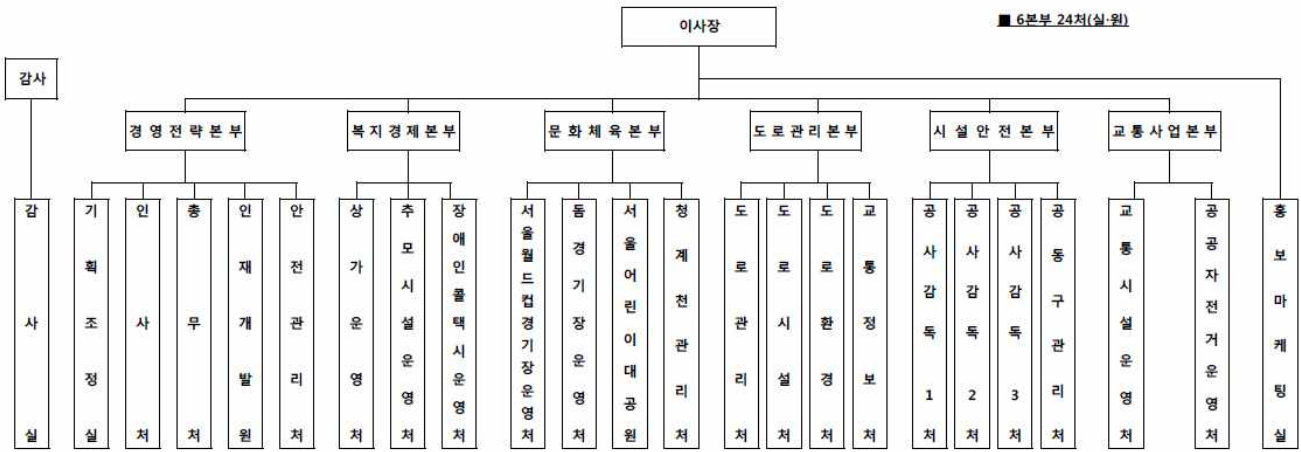 이사장
■ 6본부 24처(실·원)
감사
경영전략본부
복지경제본부
문화체육본부
도로관리본부
시설안전본부
교통사업본부
감사실
기획조정실
인사처
총무처
인재개발원
안전관리처
상가운영처
추모시설운영처
장애인콜택시운영처
서울월드컵경기장운영처
돔경기장운영처
서울어린이대공원
청계천관리처
도로관리처
도로시설처
도로환경처
교통정보처
공사감독1처
공사감독2처
공사감독3처
공동구관리처
교통시설운영처
공공자전거운영처
홍보마케팅실